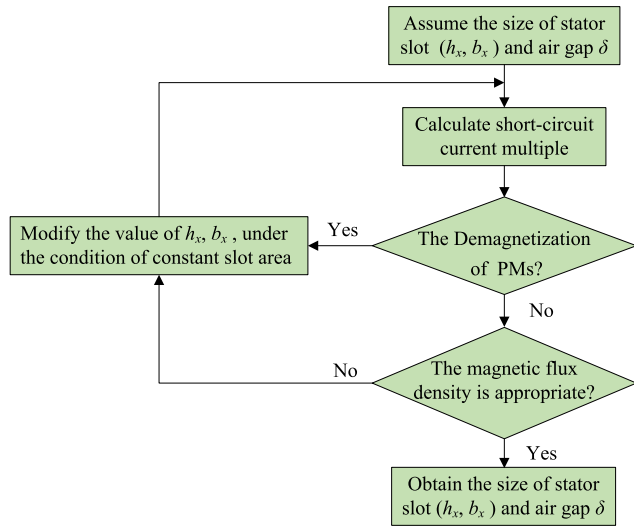 Assume the size of stator
slot (hx, bx ) and air gap δ
Calculate short-circuit
current multiple
Modify the value of hx, bx , under
the condition of constant slot area
Yes
The Demagnetization
of PMs?
No
The magnetic flux
density is appropriate?
No
Yes
Obtain the size of stator
slot (hx, bx ) and air gap δ